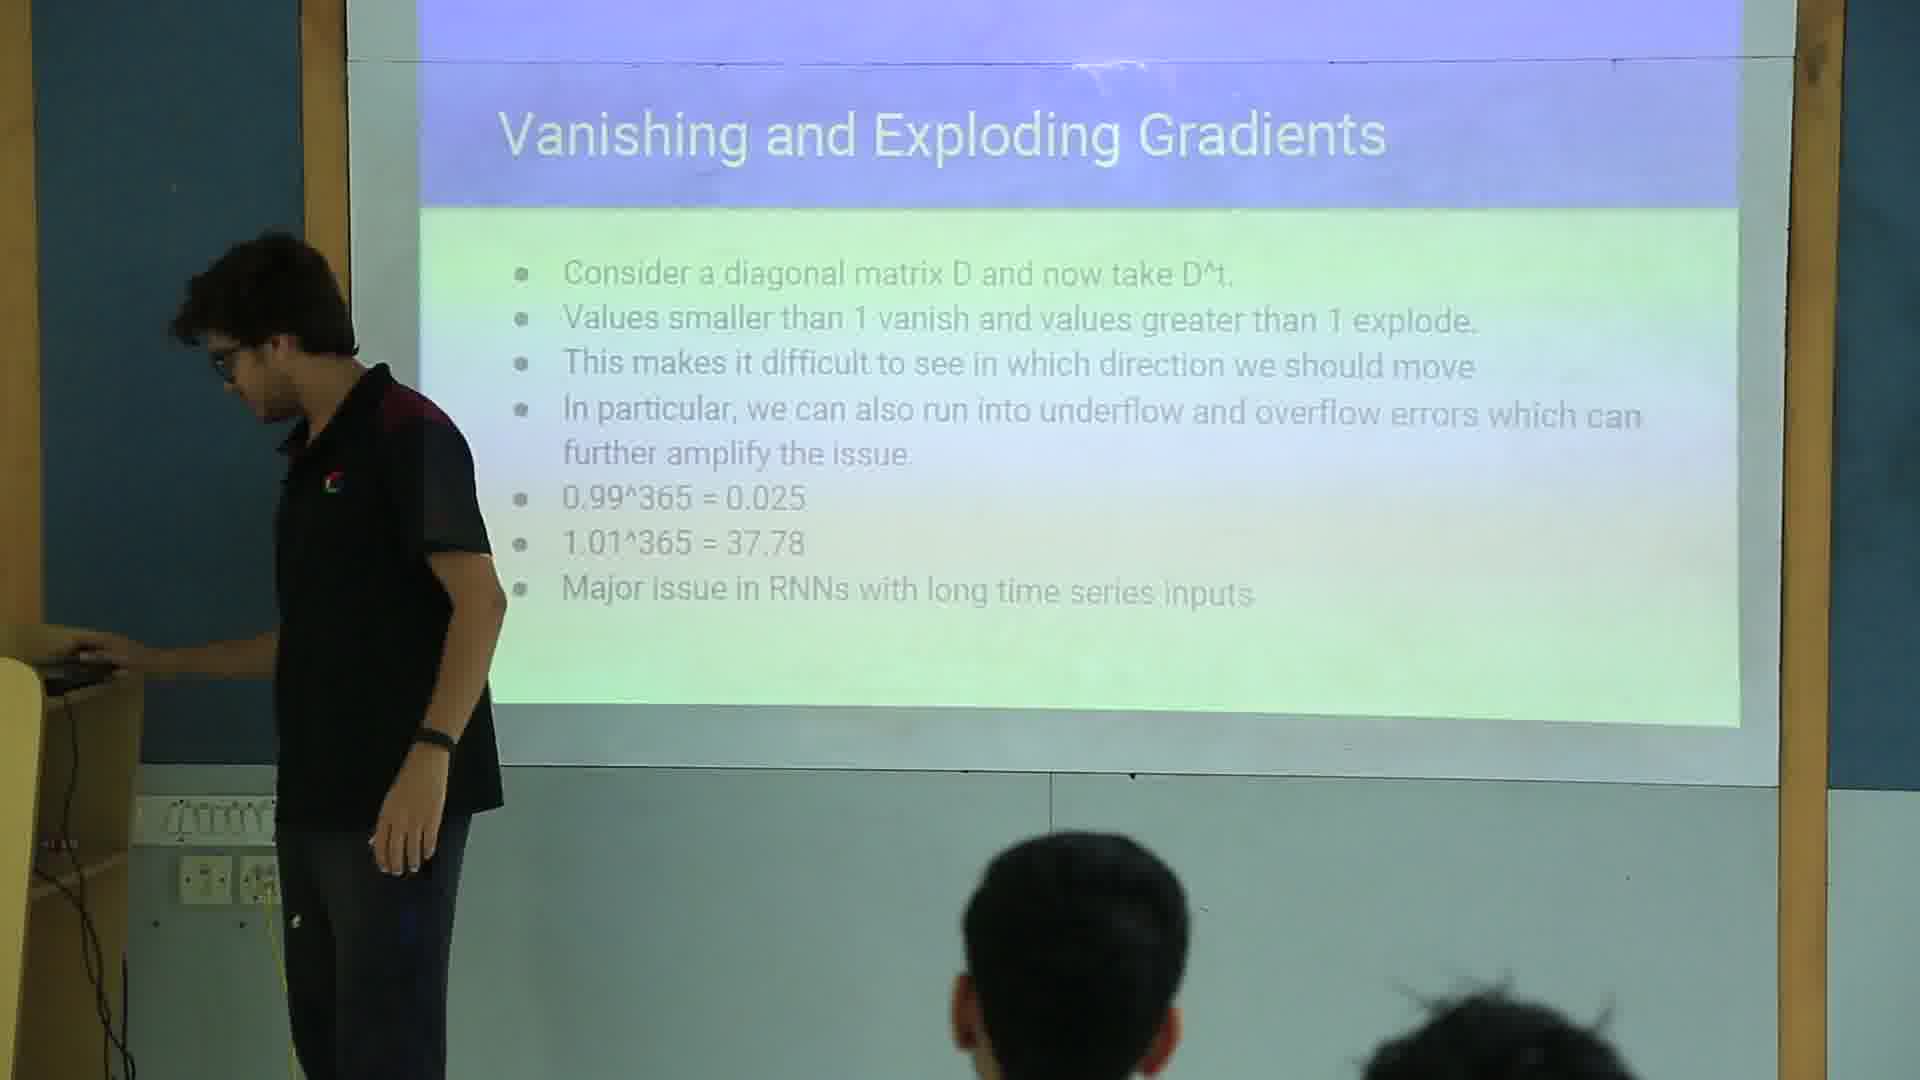 Vanishing and Exploding Gradients
● Consider a diagonal matrix D and now take D^t.
● Values smaller than 1 vanish and values greater than 1 explode.
● This makes it difficult to see in which direction we should move
● In particular, we can also run into underflow and overflow errors which can
further amplify the issue.
● 0.99^365 = 0.025
● 1.01^365 = 37.78
● Major issue in RNNs with long time series inputs